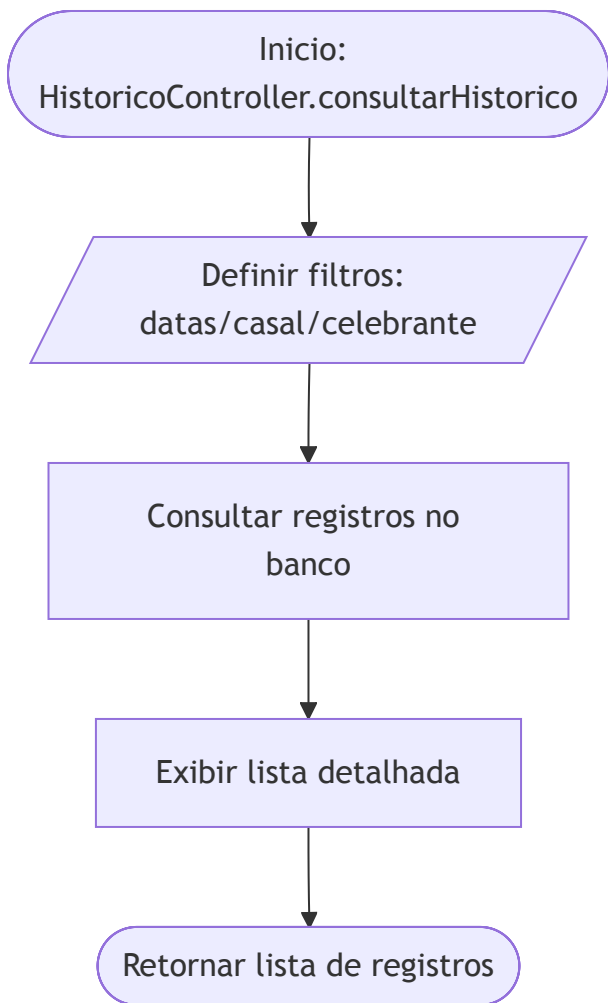 Inicio:
HistoricoController.consultarHistorico
Definir filtros:
datas/casal/celebrante
Consultar registros no
banco
Exibir lista detalhada
Retornar lista de registros